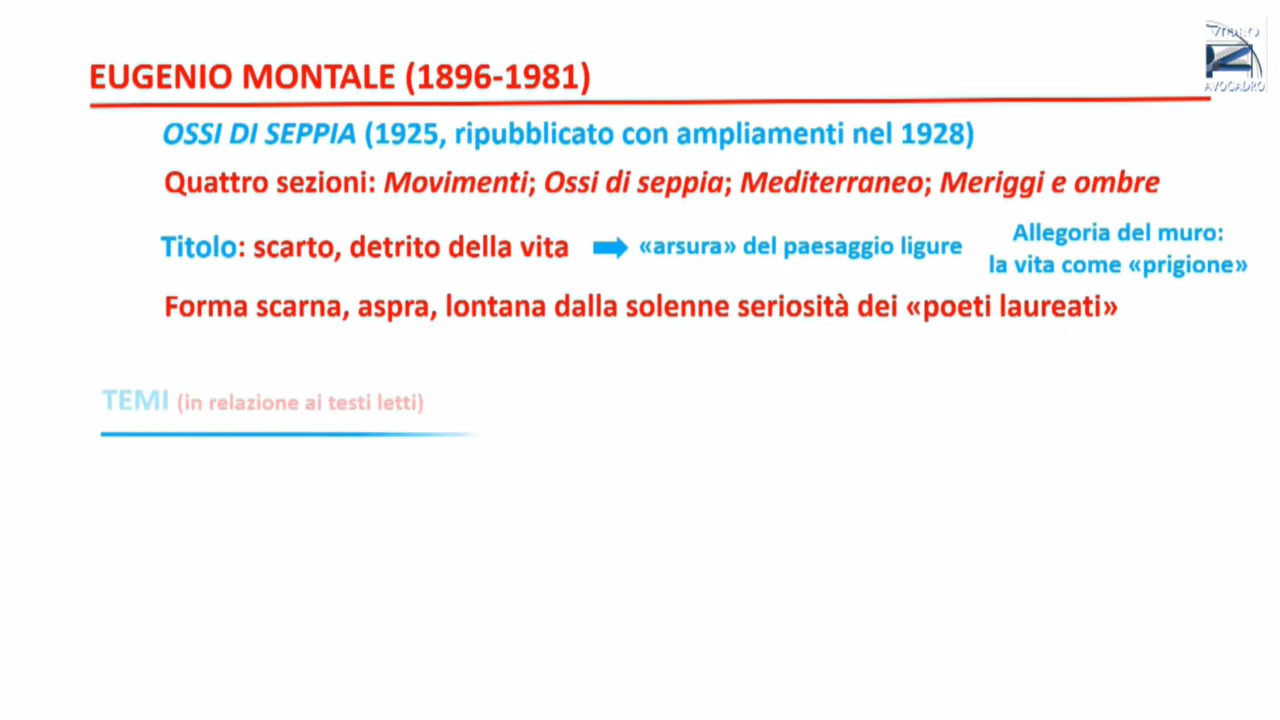 VIDEO
AVOGADRO
EUGENIO MONTALE (1896-1981)
OSSI DI SEPPIA (1925, ripubblicato con ampliamenti nel 1928)
Quattro sezioni: Movimenti; Ossi di seppia; Mediterraneo; Meriggi e ombre
Titolo: scarto, detrito della vita
«arsura» del paesaggio ligure
Allegoria del muro:
la vita come «prigione»
Forma scarna, aspra, lontana dalla solenne seriosità dei «poeti laureati»
TEMI (in relazione ai testi letti)